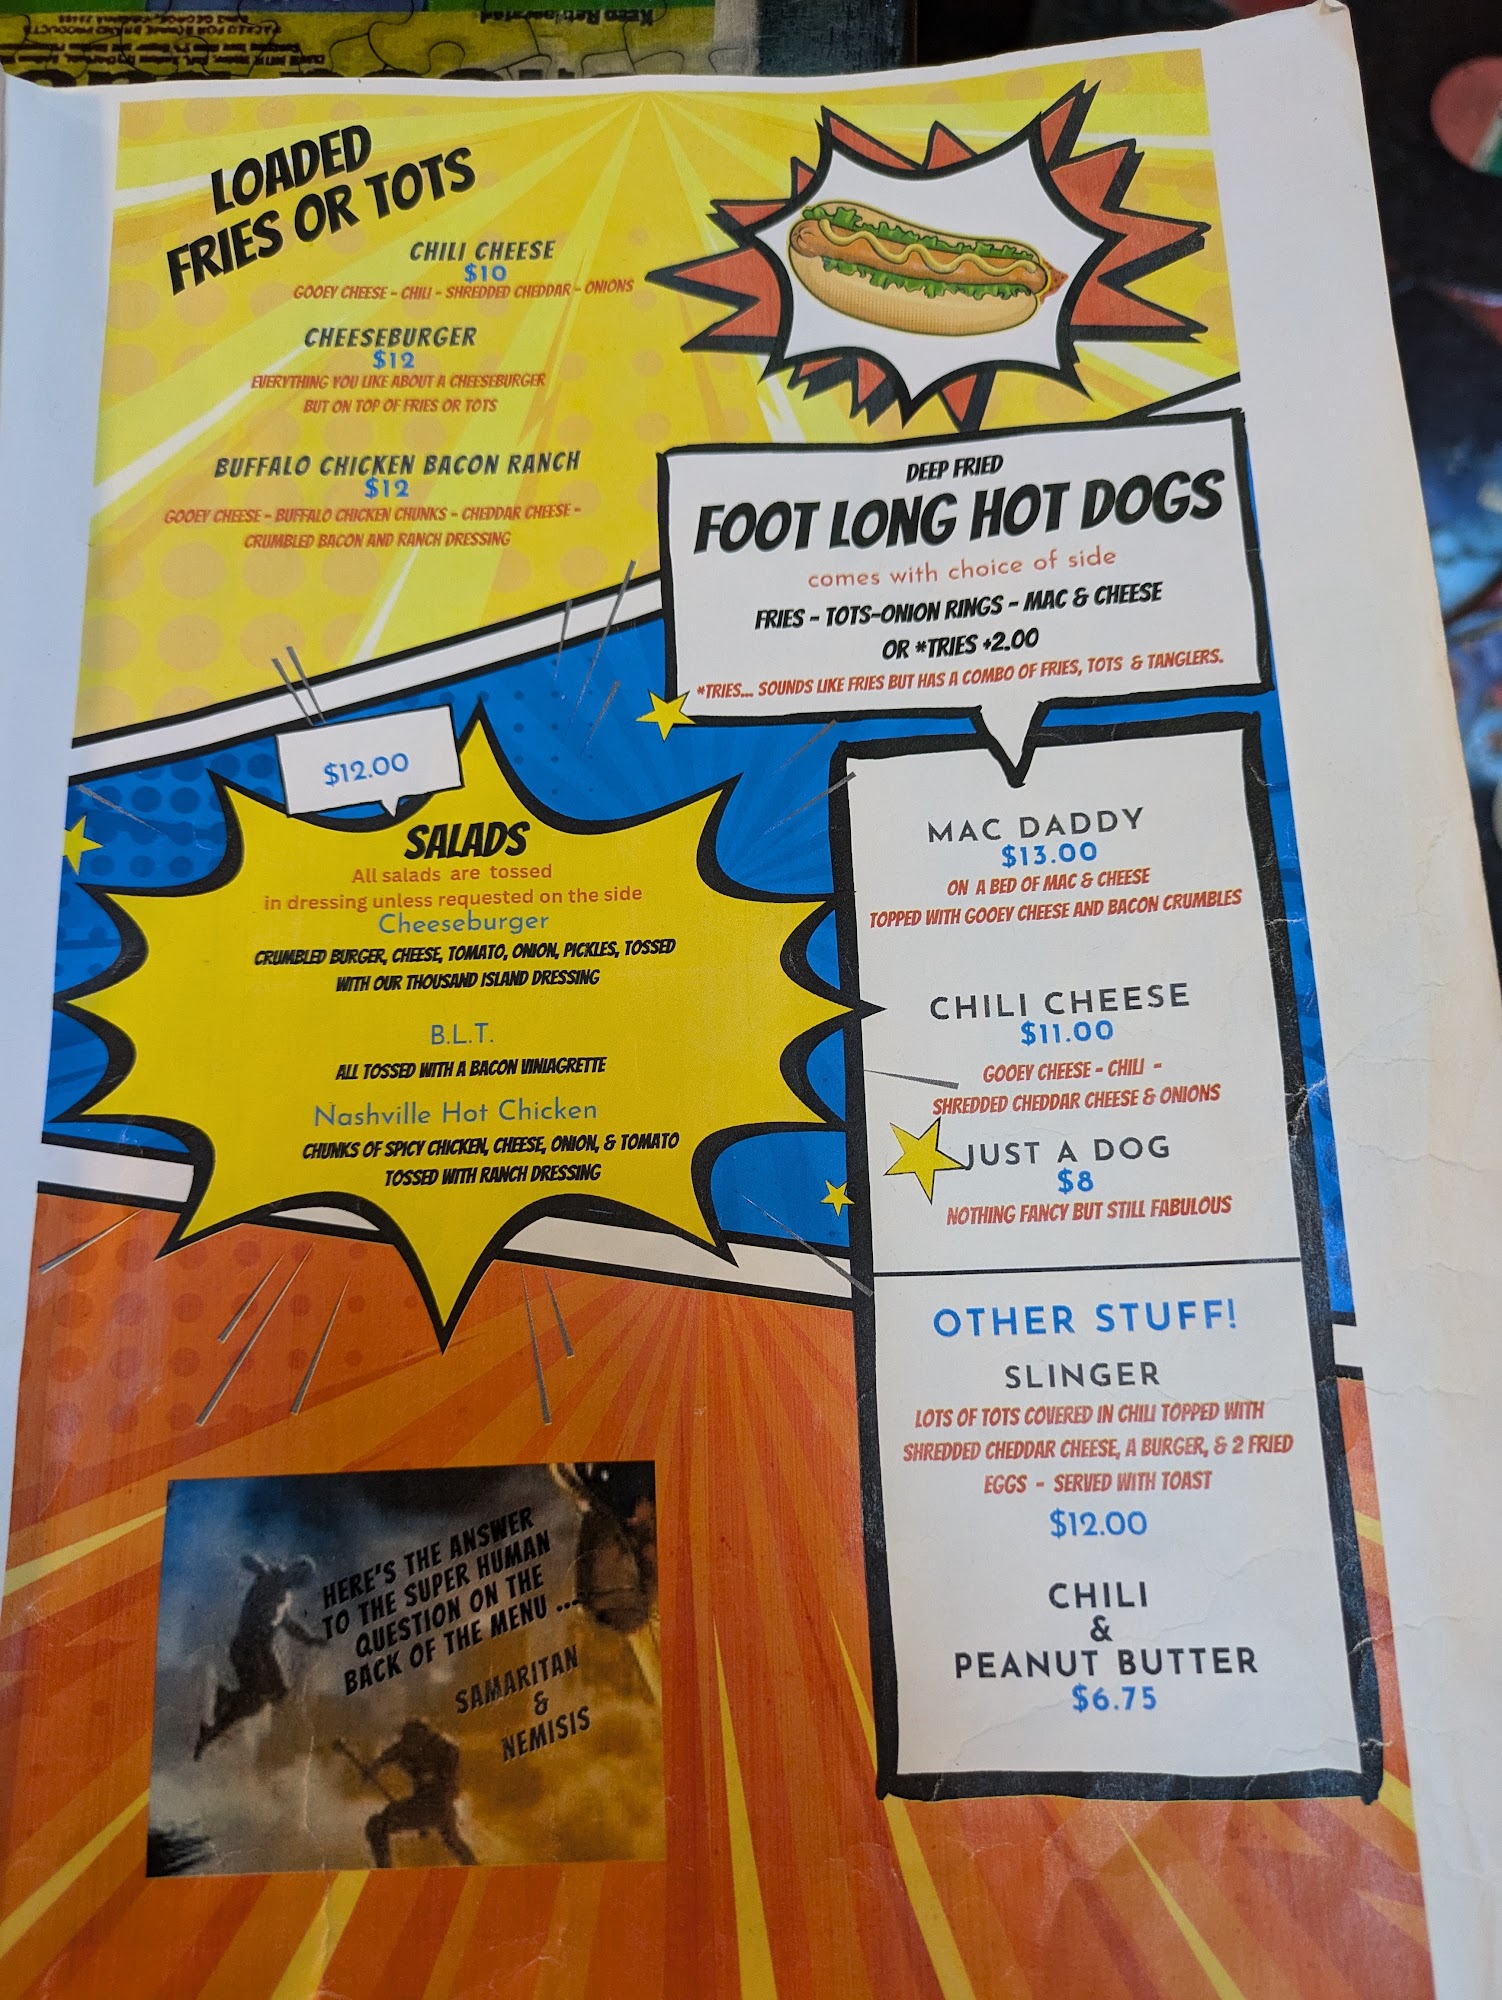 LOADED
FRIES OR TOTS
CHILI CHEESE
$10
GOOEY CHEESE - CHILI - SHREDDED CHEDDAR - ONIONS
CHEESEBURGER
$12
EVERYTHING YOU LIKE ABOUT A CHEESEBURGER
BUT ON TOP OF FRIES OR TOTS
BUFFALO CHICKEN BACON RANCH
$12
GOOEY CHEESE - BUFFALO CHICKEN CHUNKS - CHEDDAR CHEESE -
CRUMBLED BACON AND RANCH DRESSING
DEEP FRIED
FOOT LONG HOT DOGS
comes with choice of side
FRIES - TOTS-ONION RINGS - MAC & CHEESE
OR *TRIES +2.00
*TRIES... SOUNDS LIKE FRIES BUT HAS A COMBO OF FRIES, TOTS & TANGLERS.
MAC DADDY
$13.00
ON A BED OF MAC & CHEESE
TOPPED WITH GOOEY CHEESE AND BACON CRUMBLES
CHILI CHEESE
$11.00
GOOEY CHEESE - CHILI -
SHREDDED CHEDDAR CHEESE & ONIONS
JUST A DOG
$8
NOTHING FANCY BUT STILL FABULOUS
$12.00
SALADS
All salads are tossed
in dressing unless requested on the side
Cheeseburger
CRUMBLED BURGER, CHEESE, TOMATO, ONION, PICKLES, TOSSED
WITH OUR THOUSAND ISLAND DRESSING
B.L.T.
ALL TOSSED WITH A BACON VINIAGRETTE
Nashville Hot Chicken
CHUNKS OF SPICY CHICKEN, CHEESE, ONION, & TOMATO
TOSSED WITH RANCH DRESSING
OTHER STUFF!
SLINGER
LOTS OF TOTS COVERED IN CHILI TOPPED WITH
SHREDDED CHEDDAR CHEESE, A BURGER, & 2 FRIED
EGGS - SERVED WITH TOAST
$12.00
CHILI
&
PEANUT BUTTER
$6.75
HERE'S THE ANSWER
TO THE SUPER HUMAN
QUESTION ON THE
BACK OF THE MENU ...
SAMARITAN
&
NEMISIS
Keep Refrigerated